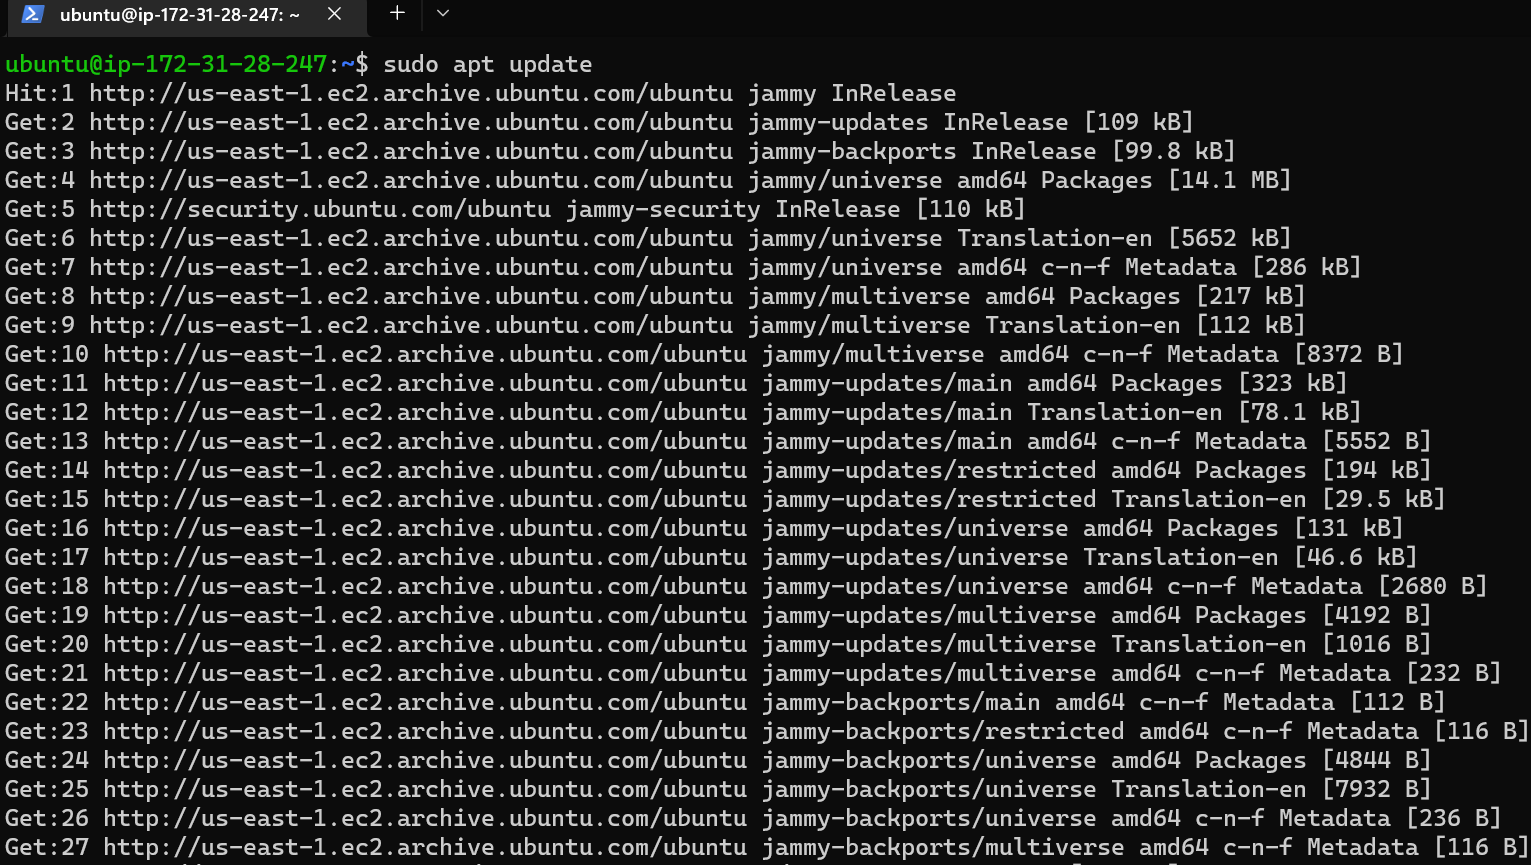 ubuntu@ip-172-31-28-247: ~
ubuntu@ip-172-31-28-247:~$ sudo apt update
Hit:1 http://us-east-1.ec2.archive.ubuntu.com/ubuntu jammy InRelease
Get:2 http://us-east-1.ec2.archive.ubuntu.com/ubuntu jammy-updates InRelease [109 kB]
Get:3 http://us-east-1.ec2.archive.ubuntu.com/ubuntu jammy-backports InRelease [99.8 kB]
Get:4 http://us-east-1.ec2.archive.ubuntu.com/ubuntu jammy/universe amd64 Packages [14.1 MB]
Get:5 http://security.ubuntu.com/ubuntu jammy-security InRelease [110 kB]
Get:6 http://us-east-1.ec2.archive.ubuntu.com/ubuntu jammy/universe Translation-en [5652 kB]
Get:7 http://us-east-1.ec2.archive.ubuntu.com/ubuntu jammy/universe amd64 c-n-f Metadata [286 kB]
Get:8 http://us-east-1.ec2.archive.ubuntu.com/ubuntu jammy/multiverse amd64 Packages [217 kB]
Get:9 http://us-east-1.ec2.archive.ubuntu.com/ubuntu jammy/multiverse Translation-en [112 kB]
Get:10 http://us-east-1.ec2.archive.ubuntu.com/ubuntu jammy/multiverse amd64 c-n-f Metadata [8372 B]
Get:11 http://us-east-1.ec2.archive.ubuntu.com/ubuntu jammy-updates/main amd64 Packages [323 kB]
Get:12 http://us-east-1.ec2.archive.ubuntu.com/ubuntu jammy-updates/main Translation-en [78.1 kB]
Get:13 http://us-east-1.ec2.archive.ubuntu.com/ubuntu jammy-updates/main amd64 c-n-f Metadata [5552 B]
Get:14 http://us-east-1.ec2.archive.ubuntu.com/ubuntu jammy-updates/restricted amd64 Packages [194 kB]
Get:15 http://us-east-1.ec2.archive.ubuntu.com/ubuntu jammy-updates/restricted Translation-en [29.5 kB]
Get:16 http://us-east-1.ec2.archive.ubuntu.com/ubuntu jammy-updates/universe amd64 Packages [131 kB]
Get:17 http://us-east-1.ec2.archive.ubuntu.com/ubuntu jammy-updates/universe Translation-en [46.6 kB]
Get:18 http://us-east-1.ec2.archive.ubuntu.com/ubuntu jammy-updates/universe amd64 c-n-f Metadata [2680 B]
Get:19 http://us-east-1.ec2.archive.ubuntu.com/ubuntu jammy-updates/multiverse amd64 Packages [4192 B]
Get:20 http://us-east-1.ec2.archive.ubuntu.com/ubuntu jammy-updates/multiverse Translation-en [1016 B]
Get:21 http://us-east-1.ec2.archive.ubuntu.com/ubuntu jammy-updates/multiverse amd64 c-n-f Metadata [232 B]
Get:22 http://us-east-1.ec2.archive.ubuntu.com/ubuntu jammy-backports/main amd64 c-n-f Metadata [112 B]
Get:23 http://us-east-1.ec2.archive.ubuntu.com/ubuntu jammy-backports/restricted amd64 c-n-f Metadata [116 B]
Get:24 http://us-east-1.ec2.archive.ubuntu.com/ubuntu jammy-backports/universe amd64 Packages [4844 B]
Get:25 http://us-east-1.ec2.archive.ubuntu.com/ubuntu jammy-backports/universe Translation-en [7932 B]
Get:26 http://us-east-1.ec2.archive.ubuntu.com/ubuntu jammy-backports/universe amd64 c-n-f Metadata [236 B]
Get:27 http://us-east-1.ec2.archive.ubuntu.com/ubuntu jammy-backports/multiverse amd64 c-n-f Metadata [116 B]